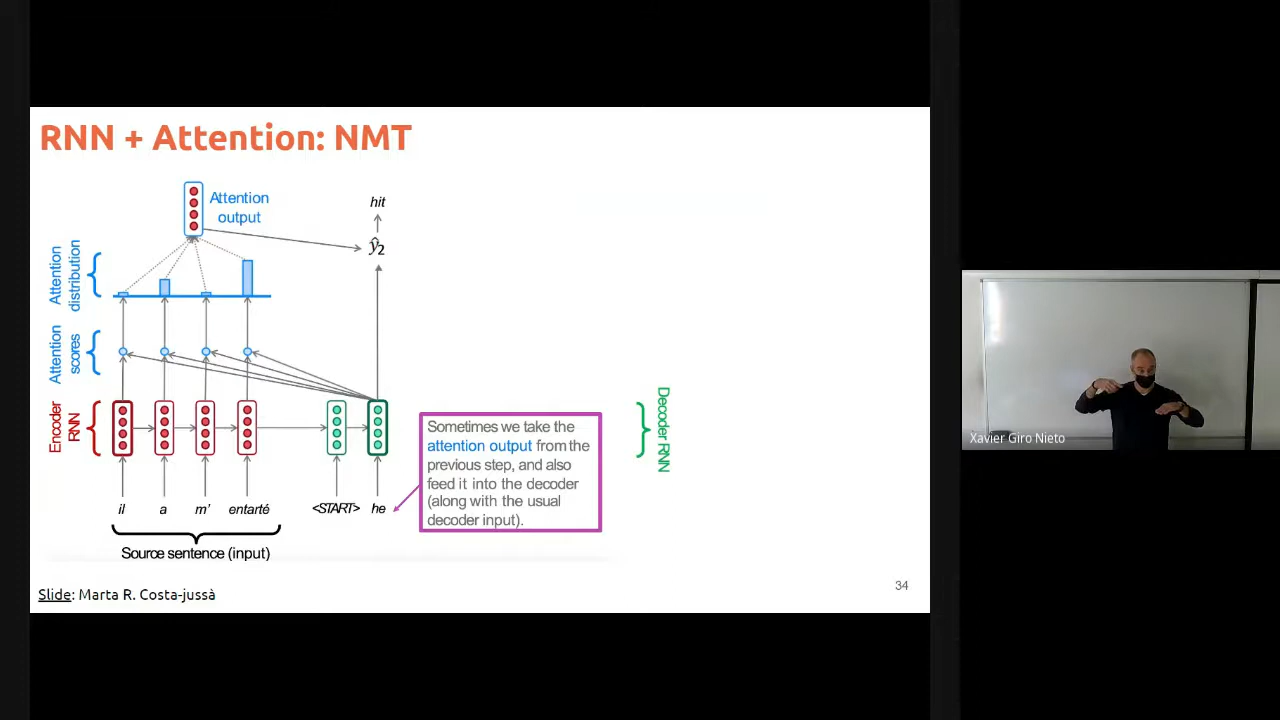 RNN + Attention: NMT
Attention
output
hit
ŷ2
Attention
distribution
Attention
scores
Encoder
RNN
Decoder RNN
Sometimes we take the
attention output from the
previous step, and also
feed it into the decoder
(along with the usual
decoder input).
il a m' entarté <START> he
Source sentence (input)
Slide: Marta R. Costa-jussà
34
Xavier Giro Nieto